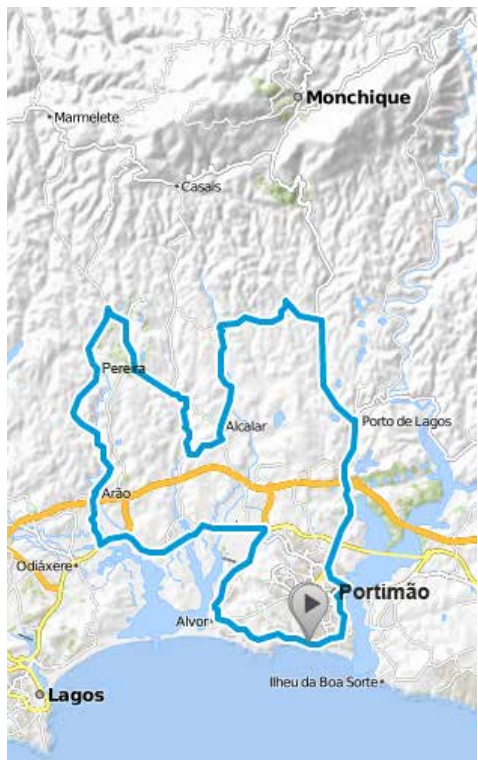 Monchique
Marmelete
Casais
Pereira
Alcalar
Porto de Lagos
Arão
Odiáxere
Portimão
Alvor
Ilheu da Boa Sorte
Lagos